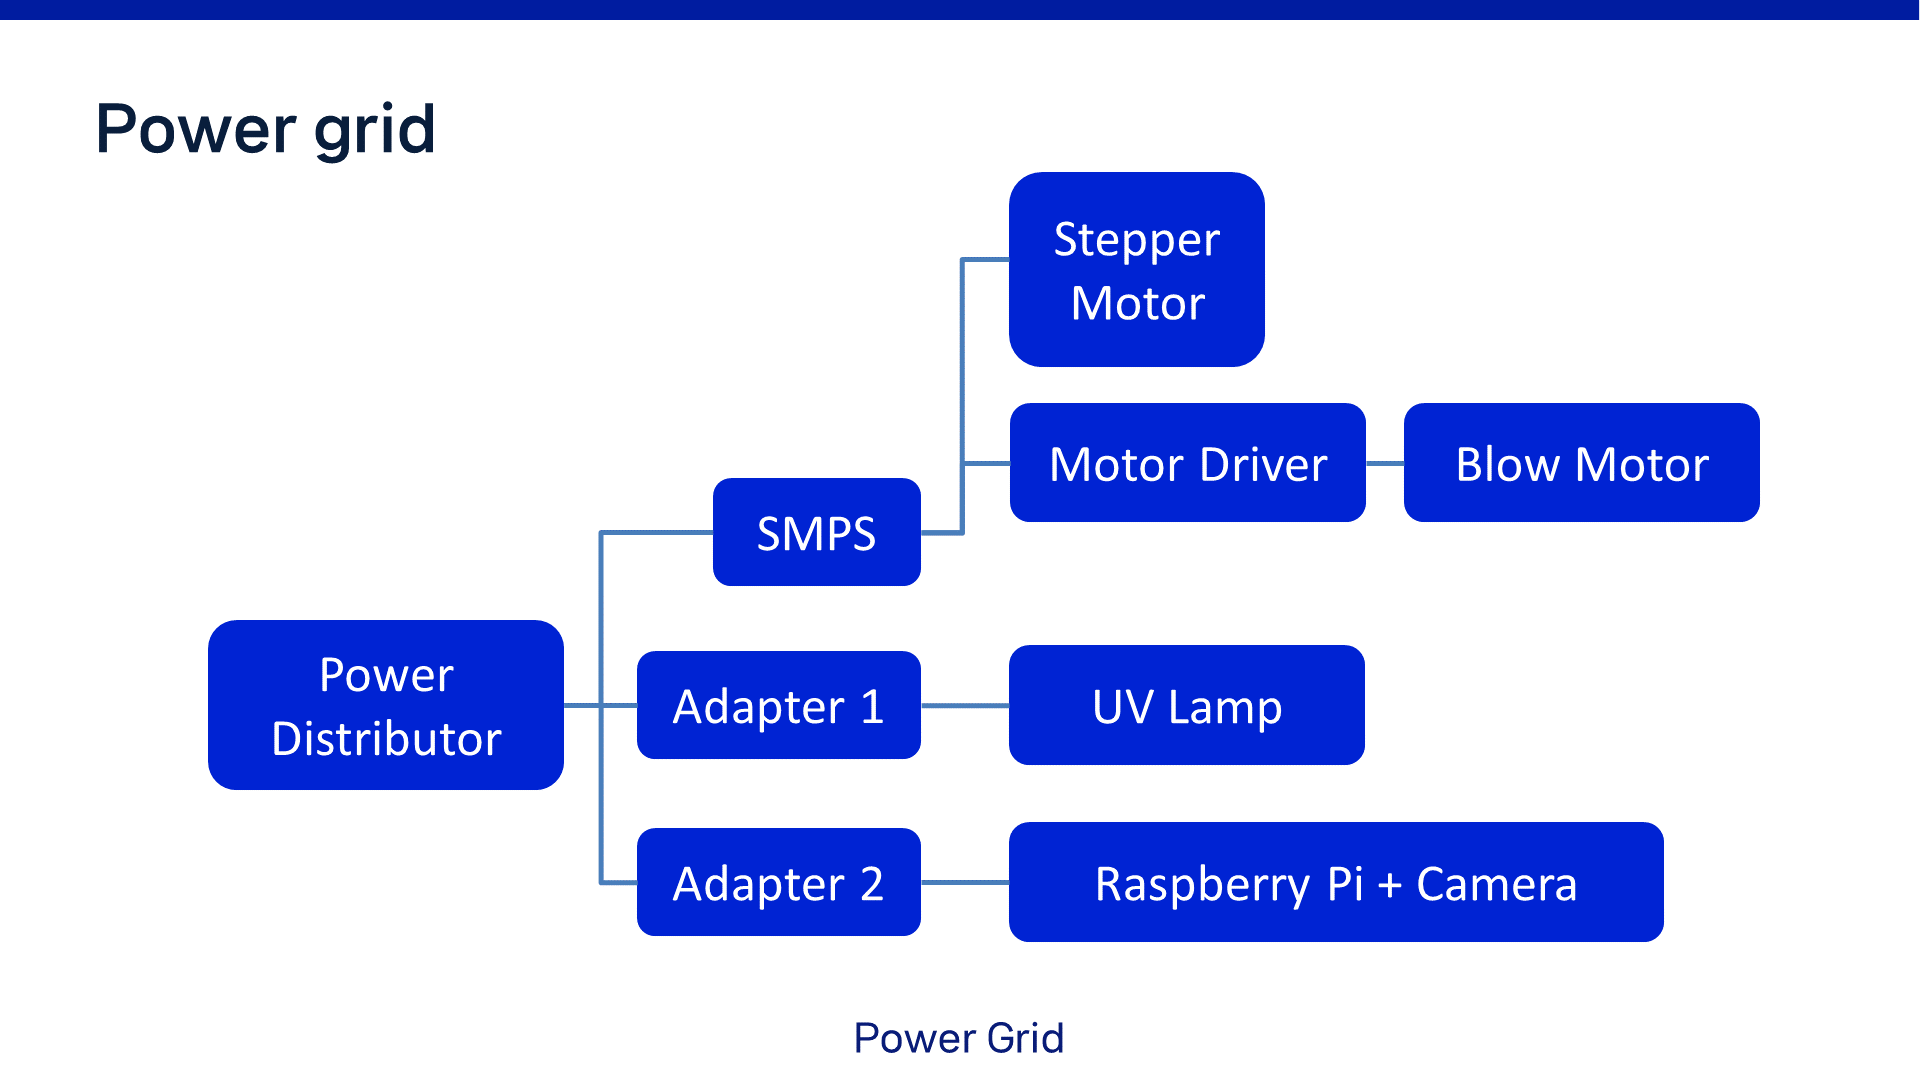 Power grid
Stepper
Motor
Motor Driver
Blow Motor
SMPS
Power
Distributor
Adapter 1
UV Lamp
Adapter 2
Raspberry Pi + Camera
Power Grid